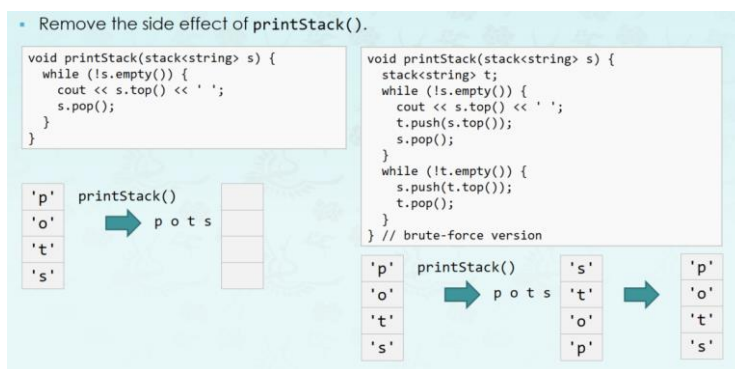 • Remove the side effect of printStack().
void printStack(stack<string> s) {
while (!s.empty()) {
cout << s.top() << ' ';
s.pop();
}
}
'p' printStack()
'o' p o t s
't'
's'
void printStack(stack<string> s) {
stack<string> t;
while (!s.empty()) {
cout << s.top() << ' ';
t.push(s.top());
s.pop();
}
while (!t.empty()) {
s.push(t.top());
t.pop();
}
} // brute-force version
'p' printStack() 's' 'p'
'o' p o t s 't' 'o'
't' 'o' 't'
's' 'p' 's'